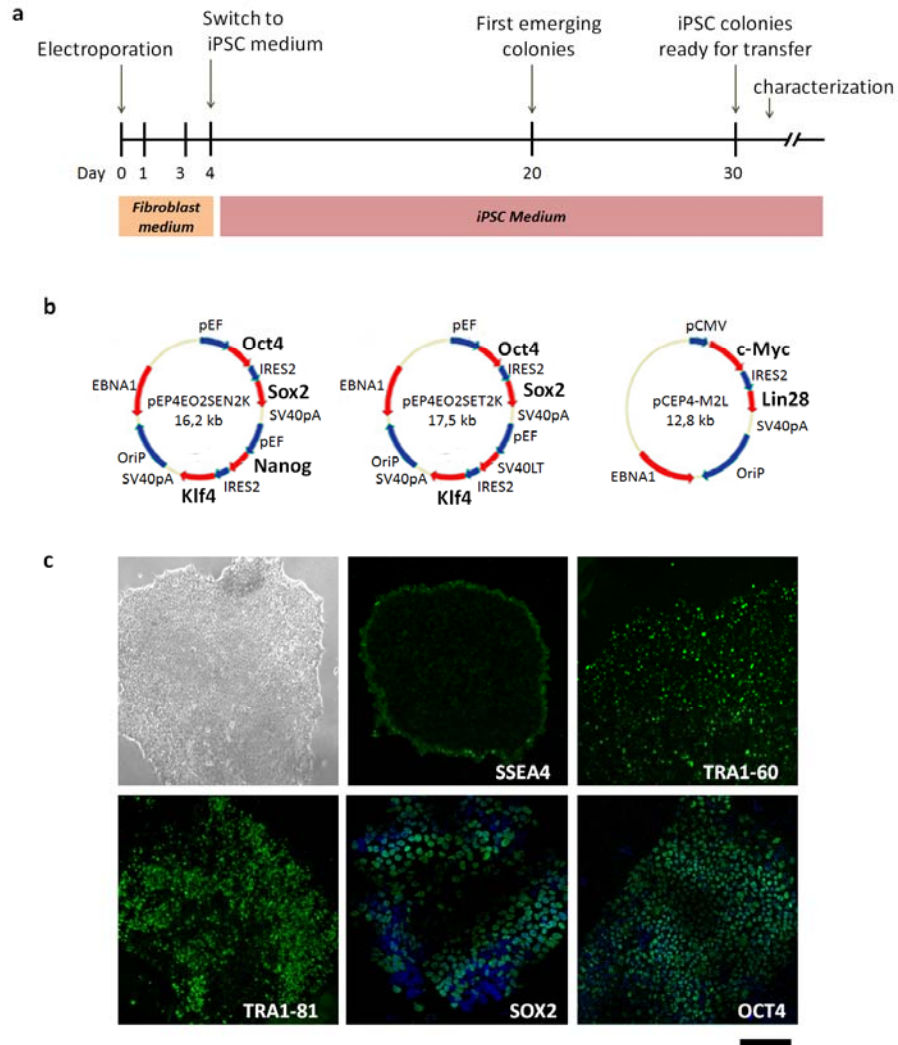 a
Electroporation
Switch to
iPSC medium
First emerging
colonies
iPSC colonies
ready for transfer
characterization
Day 0 1 3 4 20 30
Fibroblast
medium
iPSC Medium
b
pEF
Oct4
IRES2
Sox2
SV40pA
pEF
Nanog
IRES2
Klf4
SV40pA
OriP
EBNA1
pEP4EO2SEN2K
16,2 kb
pEF
Oct4
IRES2
Sox2
SV40pA
pEF
SV40LT
IRES2
Klf4
SV40pA
OriP
EBNA1
pEP4EO2SET2K
17,5 kb
pCMV
c-Myc
IRES2
Lin28
SV40pA
OriP
EBNA1
pCEP4-M2L
12,8 kb
c
SSEA4
TRA1-60
TRA1-81
SOX2
OCT4